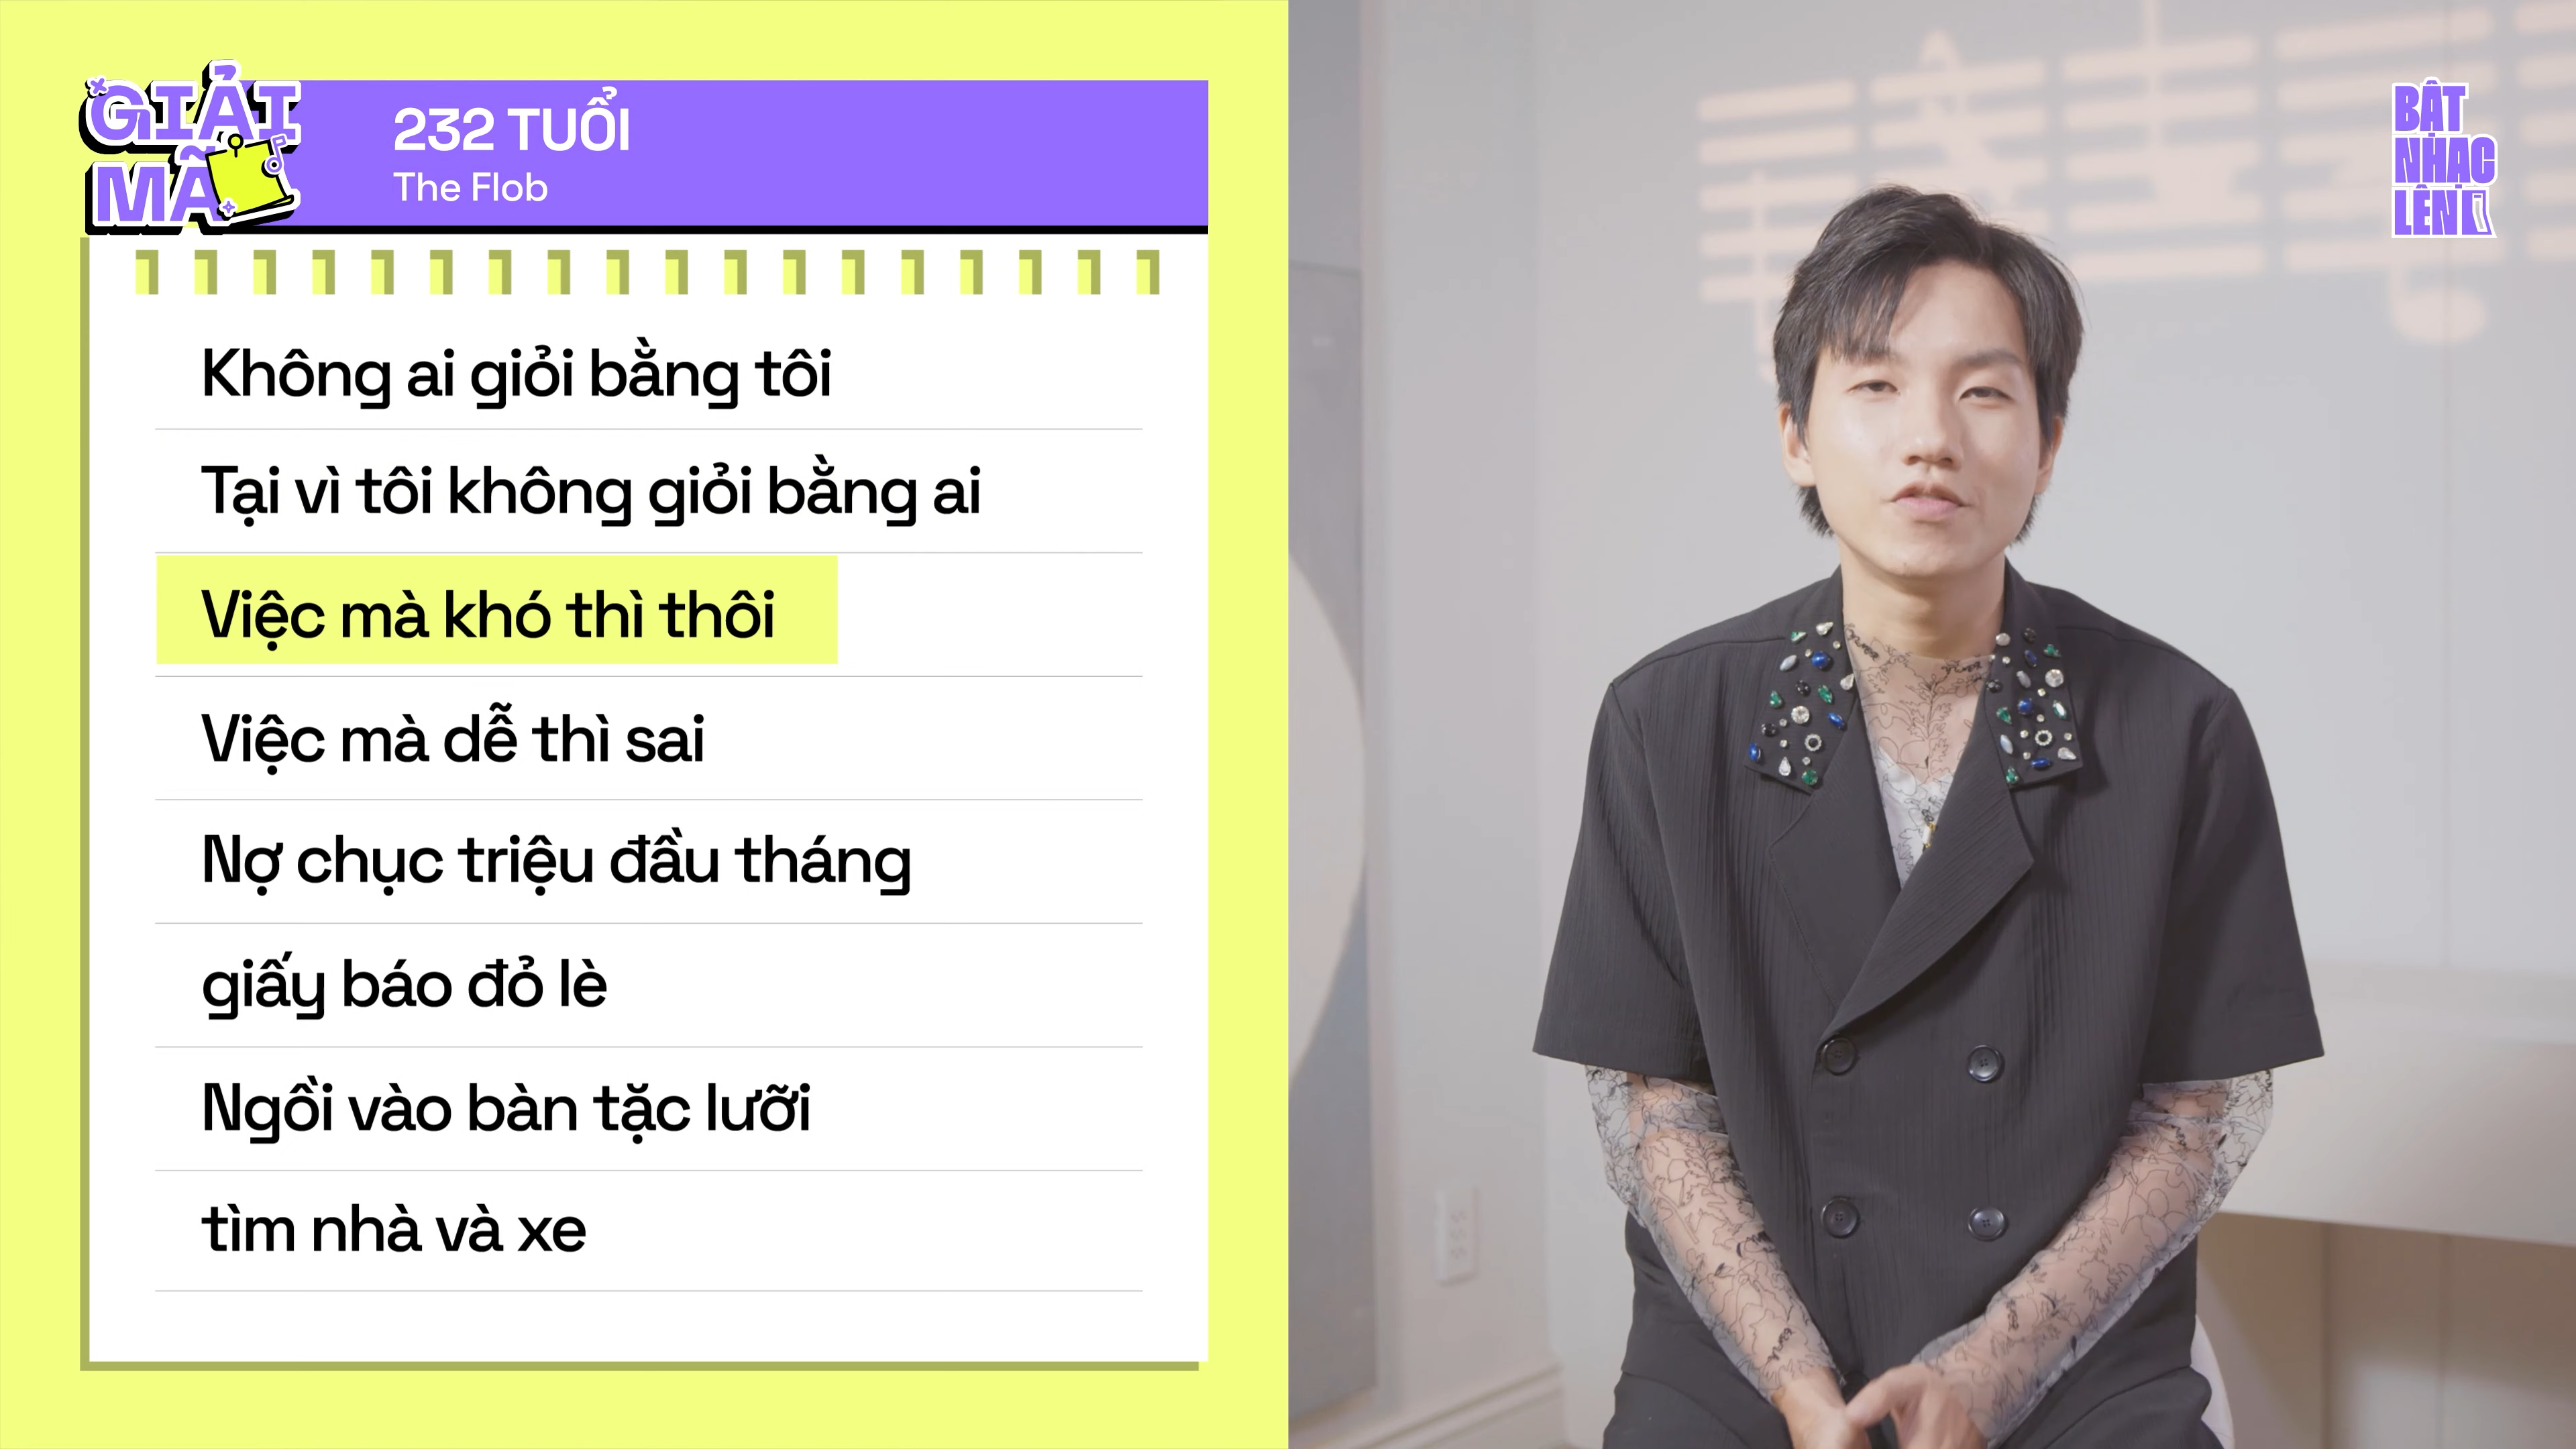 GIẢI
MÃ
232 TUỔI
The Flob
Không ai giỏi bằng tôi
Tại vì tôi không giỏi bằng ai
Việc mà khó thì thôi
Việc mà dễ thì sai
Nợ chục triệu đầu tháng
giấy báo đỏ lè
Ngồi vào bàn tặc lưỡi
tìm nhà và xe
BẬT
NHẠC
LÊN